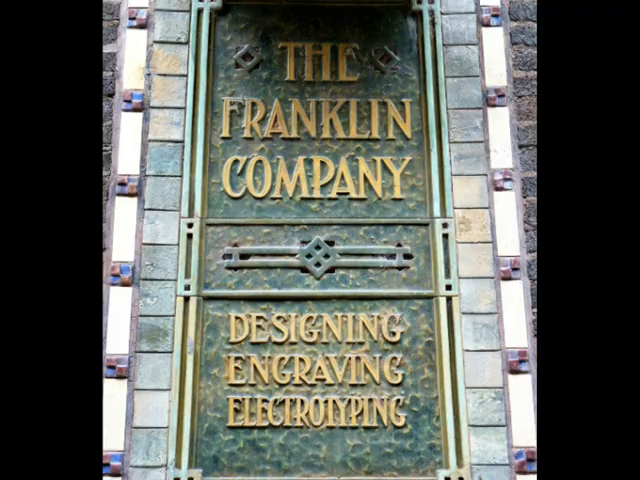 THE
FRANKLIN
COMPANY
DESIGNING
ENGRAVING
ELECTROTYPING